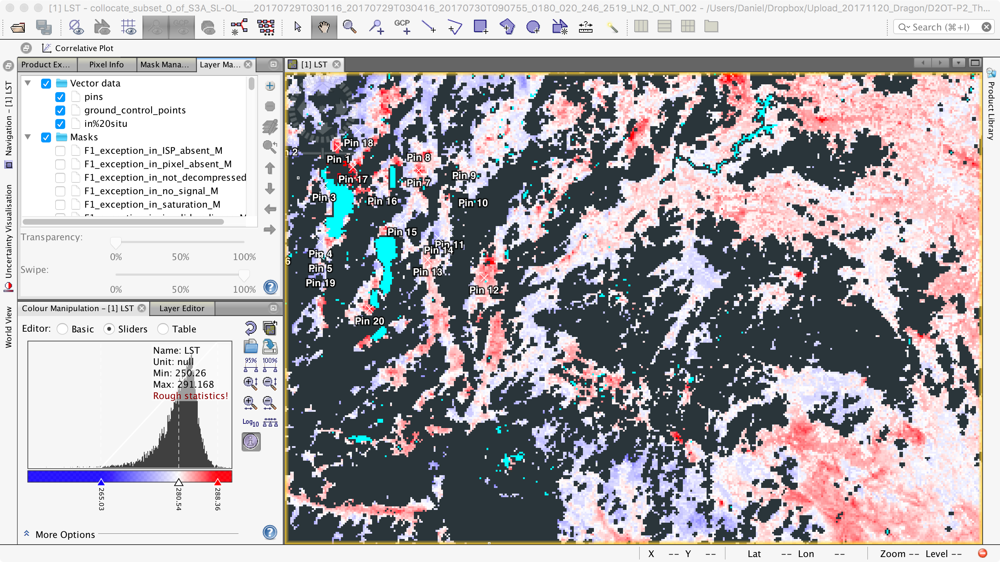 [1] LST - collocate_subset_0_of_S3A_SL-OL____20170729T030116_20170729T030416_20170730T090755_0180_020_246_2519_LN2_O_NT_002 - /Users/Daniel/Dropbox/Upload_20171120_Dragon/D2OT-P2_Th...
GCP
GCP
Search (⌘+I)
Correlative Plot
Product Ex...
Pixel Info
Mask Mana...
Layer Ma...
[1] LST
Navigation - [1] LST
Uncertainty Visualisation
World View
Product Library
Vector data
pins
ground_control_points
in%20situ
Masks
F1_exception_in_ISP_absent_M
F1_exception_in_pixel_absent_M
F1_exception_in_not_decompressed
F1_exception_in_no_signal_M
F1_exception_in_saturation_M
Transparency:
0% 50% 100%
Swipe:
0% 50% 100%
Colour Manipulation - [1] LST
Layer Editor
Editor: Basic Sliders Table
Name: LST
Unit: null
Min: 250.26
Max: 291.168
Rough statistics!
95% 100%
Log10
265.03
280.54
288.36
More Options
Pin 18
n 2
Pin 1
Pin 8
Pin 17
Pin 9
Pin 7
Pin 3
Pin 16
Pin 10
Pin 15
Pin 11
Pin 14
Pin 4
6
Pin 5
Pin 13
Pin 19
Pin 12
Pin 20
X -- Y -- Lat -- Lon -- Zoom -- Level --